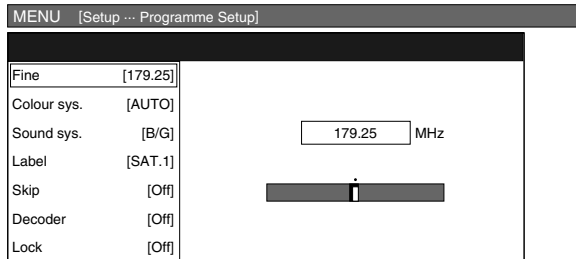 MENU [Setup ··· Programme Setup]
Fine [179.25]
Colour sys. [AUTO]
Sound sys. [B/G]
179.25 MHz
Label [SAT.1]
Skip [Off]
Decoder [Off]
Lock [Off]